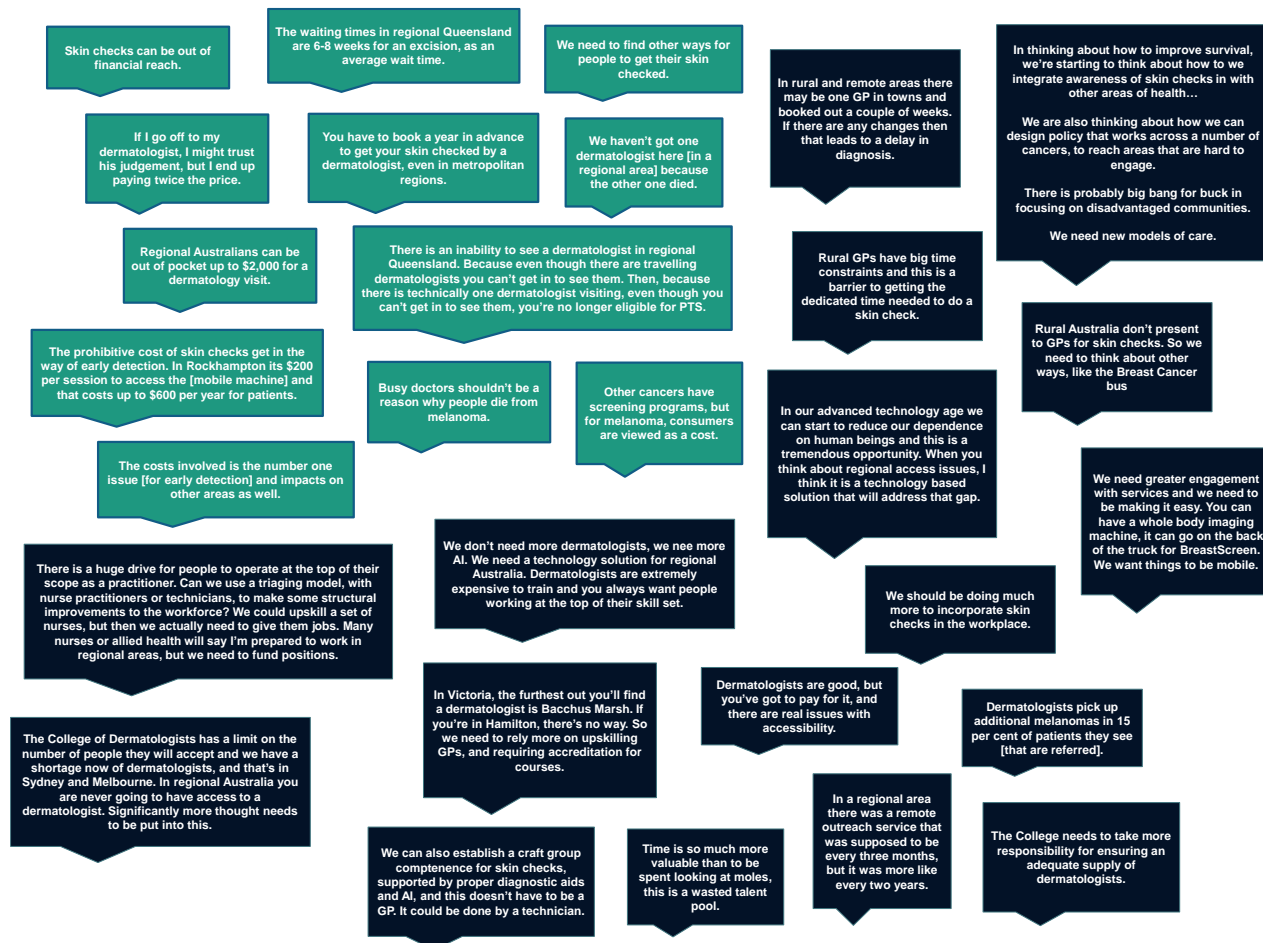 Skin checks can be out of
financial reach.
The waiting times in regional Queensland
are 6-8 weeks for an excision, as an
average wait time.
We need to find other ways for
people to get their skin
checked.
If I go off to my
dermatologist, I might trust
his judgement, but I end up
paying twice the price.
You have to book a year in advance
to get your skin checked by a
dermatologist, even in metropolitan
regions.
We haven't got one
dermatologist here [in a
regional area] because
the other one died.
Regional Australians can be
out of pocket up to $2,000 for a
dermatology visit.
There is an inability to see a dermatologist in regional
Queensland. Because even though there are travelling
dermatologists you can't get in to see them. Then, because
there is technically one dermatologist visiting, even though you
can't get in to see them, you're no longer eligible for PTS.
The prohibitive cost of skin checks get in the
way of early detection. In Rockhampton its $200
per session to access the [mobile machine] and
that costs up to $600 per year for patients.
Busy doctors shouldn't be a
reason why people die from
melanoma.
Other cancers have
screening programs, but
for melanoma, consumers
are viewed as a cost.
The costs involved is the number one
issue [for early detection] and impacts on
other areas as well.
In rural and remote areas there
may be one GP in towns and
booked out a couple of weeks.
If there are any changes then
that leads to a delay in
diagnosis.
In thinking about how to improve survival,
we're starting to think about how to we
integrate awareness of skin checks in with
other areas of health…
We are also thinking about how we can
design policy that works across a number of
cancers, to reach areas that are hard to
engage.
There is probably big bang for buck in
focusing on disadvantaged communities.
We need new models of care.
Rural GPs have big time
constraints and this is a
barrier to getting the
dedicated time needed to do a
skin check.
Rural Australia don't present
to GPs for skin checks. So we
need to think about other
ways, like the Breast Cancer
bus
In our advanced technology age we
can start to reduce our dependence
on human beings and this is a
tremendous opportunity. When you
think about regional access issues, I
think it is a technology based
solution that will address that gap.
We need greater engagement
with services and we need to
be making it easy. You can
have a whole body imaging
machine, it can go on the back
of the truck for BreastScreen.
We want things to be mobile.
There is a huge drive for people to operate at the top of their
scope as a practitioner. Can we use a triaging model, with
nurse practitioners or technicians, to make some structural
improvements to the workforce? We could upskill a set of
nurses, but then we actually need to give them jobs. Many
nurses or allied health will say I'm prepared to work in
regional areas, but we need to fund positions.
We don't need more dermatologists, we nee more
AI. We need a technology solution for regional
Australia. Dermatologists are extremely
expensive to train and you always want people
working at the top of their skill set.
We should be doing much
more to incorporate skin
checks in the workplace.
In Victoria, the furthest out you'll find
a dermatologist is Bacchus Marsh. If
you're in Hamilton, there's no way. So
we need to rely more on upskilling
GPs, and requiring accreditation for
courses.
Dermatologists are good, but
you've got to pay for it, and
there are real issues with
accessibility.
Dermatologists pick up
additional melanomas in 15
per cent of patients they see
[that are referred].
The College of Dermatologists has a limit on the
number of people they will accept and we have a
shortage now of dermatologists, and that's in
Sydney and Melbourne. In regional Australia you
are never going to have access to a
dermatologist. Significantly more thought needs
to be put into this.
We can also establish a craft group
comptenence for skin checks,
supported by proper diagnostic aids
and AI, and this doesn't have to be a
GP. It could be done by a technician.
Time is so much more
valuable than to be
spent looking at moles,
this is a wasted talent
pool.
In a regional area
there was a remote
outreach service that
was supposed to be
every three months,
but it was more like
every two years.
The College needs to take more
responsibility for ensuring an
adequate supply of
dermatologists.